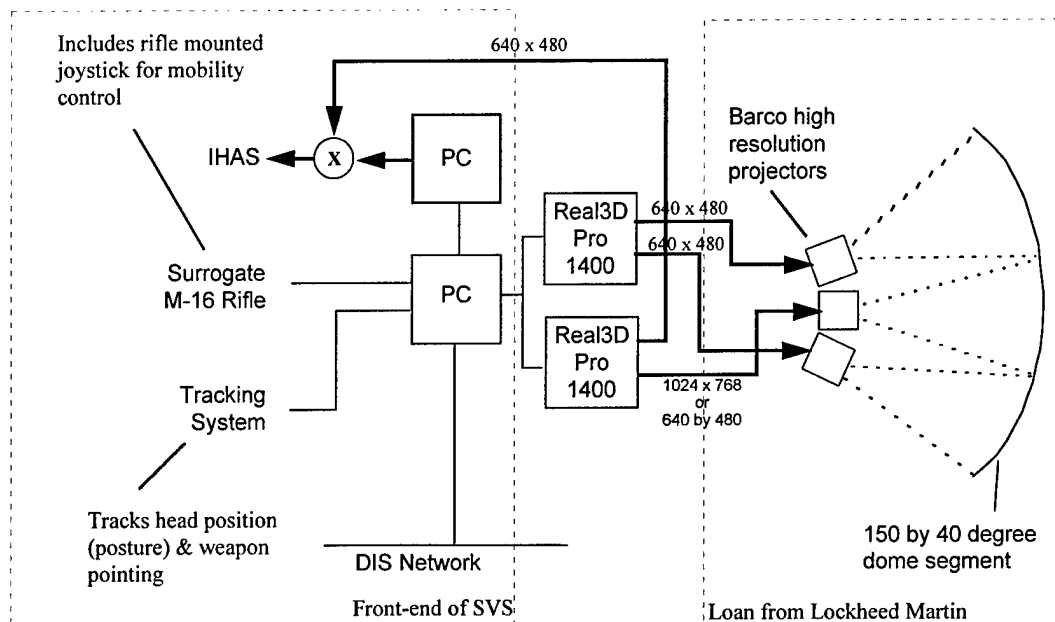 Includes rifle mounted
joystick for mobility
control
640 x 480
IHAS
X
PC
Barco high
resolution
projectors
Real3D
Pro
1400
640 x 480
640 x 480
Surrogate
M-16 Rifle
PC
Real3D
Pro
1400
1024 x 768
or
640 by 480
Tracking
System
Tracks head position
(posture) & weapon
pointing
DIS Network
150 by 40 degree
dome segment
Front-end of SVS
Loan from Lockheed Martin